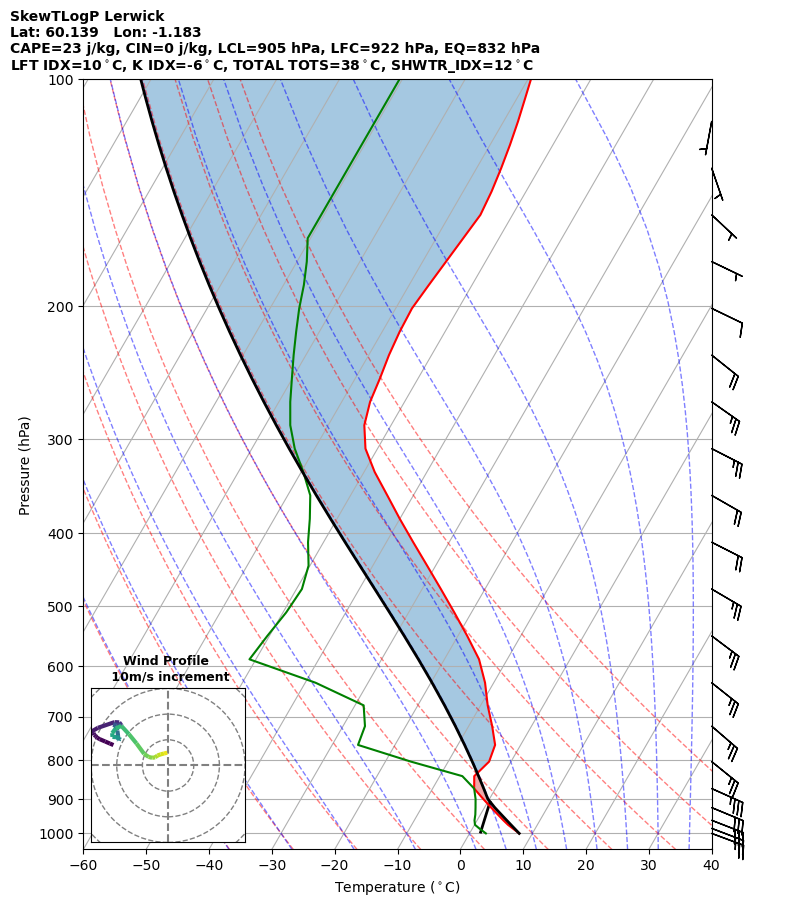 SkewTLogP Lerwick
Lat: 60.139   Lon: -1.183
CAPE=23 j/kg, CIN=0 j/kg, LCL=905 hPa, LFC=922 hPa, EQ=832 hPa
LFT IDX=10°C, K IDX=-6°C, TOTAL TOTS=38°C, SHWTR_IDX=12°C
100
200
300
400
500
600
700
800
900
1000
Pressure (hPa)
Wind Profile
10m/s increment
−60 −50 −40 −30 −20 −10 0 10 20 30 40
Temperature (°C)